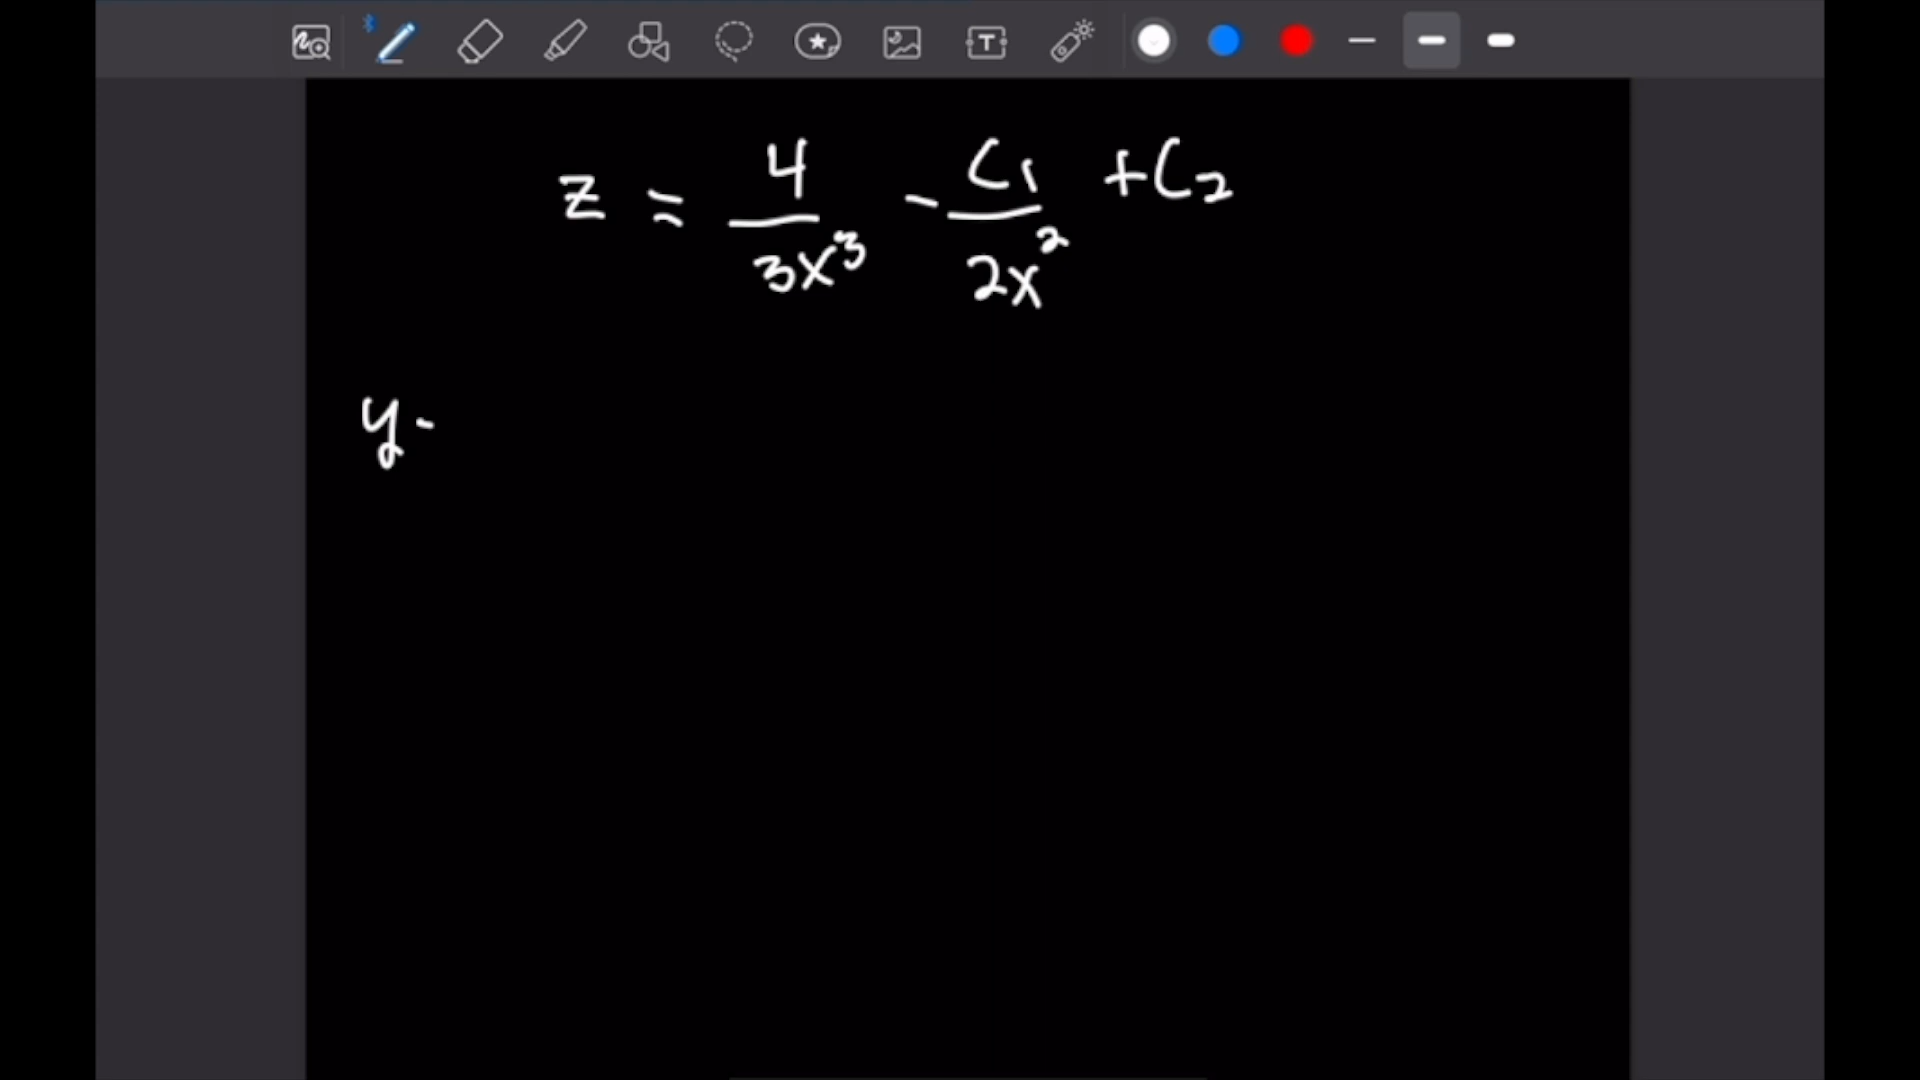 z = 4/3x³ - C₁/2x² + C₂
y -